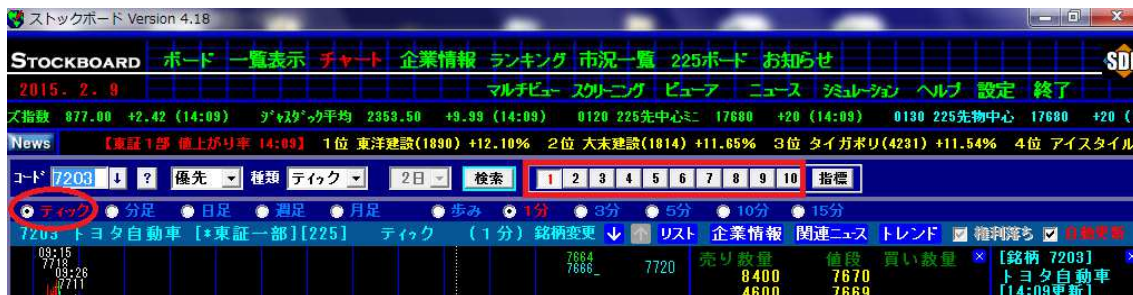 ストックボード Version 4.18
STOCKBOARD ボード 一覧表示 チャート 企業情報 ランキング 市況一覧 225ボード お知らせ
2015. 2. 9 マルチビュー スクリーニング ビューア ニュース シミュレーション ヘルプ 設定 終了
ズ指数 877.00 +2.42 (14:09) ジャスダック平均 2353.50 +9.99 (14:09) 0120 225先中心ミニ 17680 +20 (14:09) 0130 225先物中心 17680 +20 (
News 【東証1部 値上がり率 14:09】 1位 東洋建設(1890) +12.10% 2位 大末建設(1814) +11.65% 3位 タイガポリ(4231) +11.54% 4位 アイスタイル
コード 7203 ↓ ? 優先 種類 ティック 2日 検索 1 2 3 4 5 6 7 8 9 10 指標
ティック 分足 日足 週足 月足 歩み 1分 3分 5分 10分 15分
7203 トヨタ自動車 [*東証一部][225] ティック (1分) 銘柄変更 ↓ ↑ リスト 企業情報 関連ニュース トレンド 権利落ち 自動更新
09:15 7664 売り数量 値段 買い数量 × [銘柄 7203]
7718 7666_ 7720 8400 7670 トヨタ自動車
09:26 4600 7669 [14:09更新]
7711